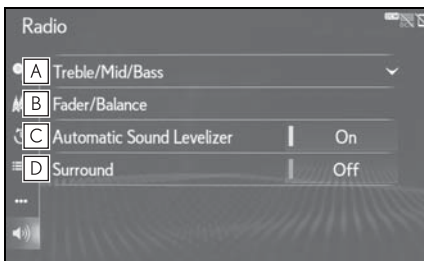 Radio
A Treble/Mid/Bass
B Fader/Balance
C Automatic Sound Levelizer On
D Surround Off